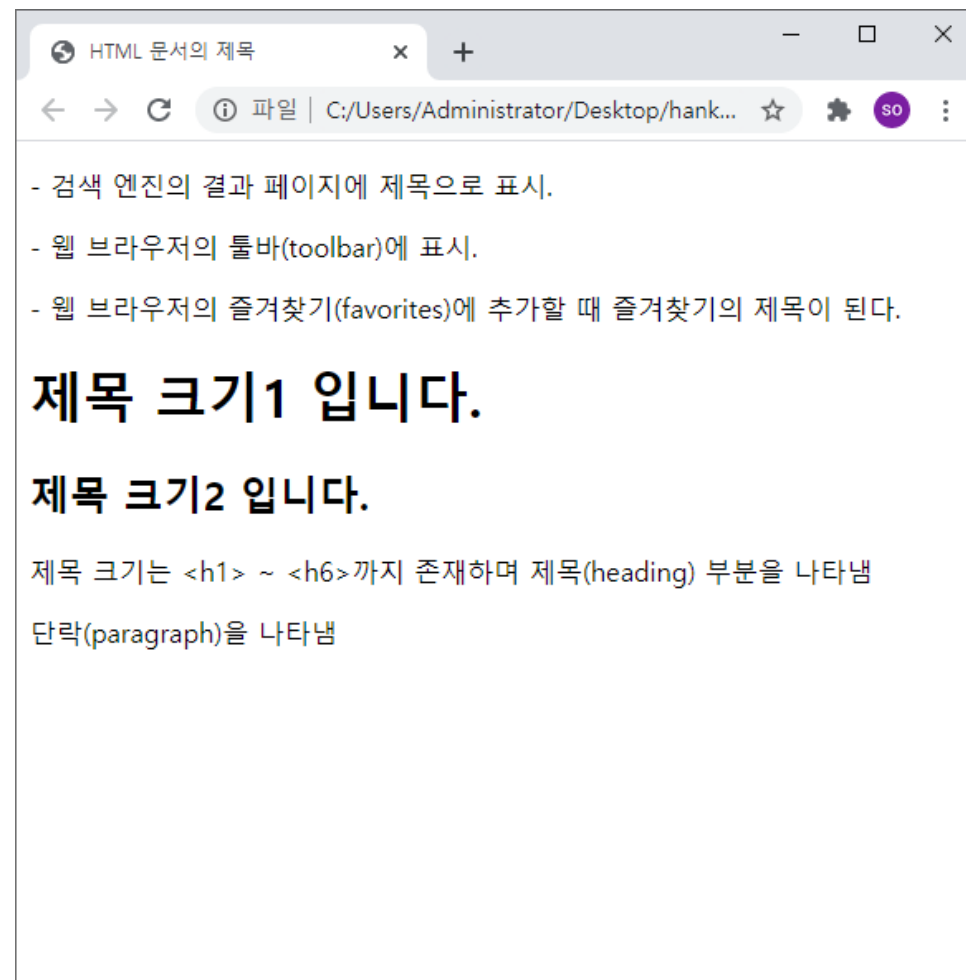 HTML 문서의 제목
파일 | C:/Users/Administrator/Desktop/hank... SO
- 검색 엔진의 결과 페이지에 제목으로 표시.
- 웹 브라우저의 툴바(toolbar)에 표시.
- 웹 브라우저의 즐겨찾기(favorites)에 추가할 때 즐겨찾기의 제목이 된다.
제목 크기1 입니다.
제목 크기2 입니다.
제목 크기는 <h1> ~ <h6>까지 존재하며 제목(heading) 부분을 나타냄
단락(paragraph)을 나타냄